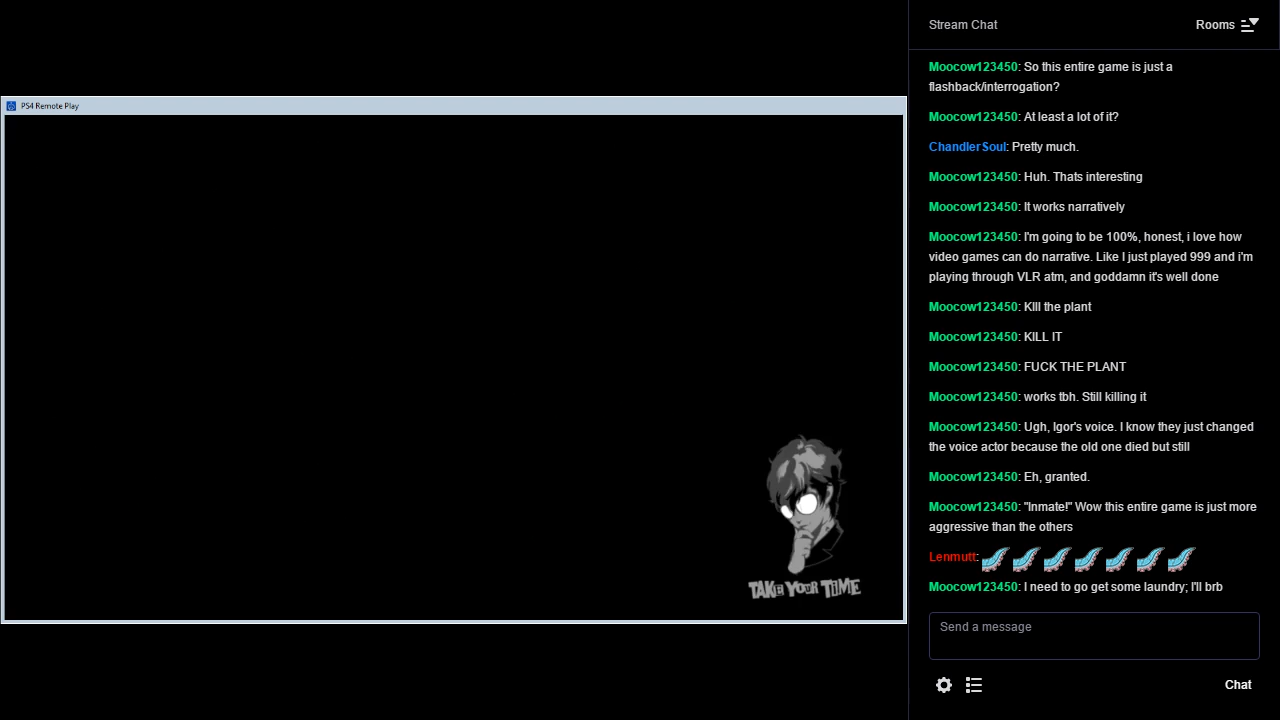 PS4 Remote Play
TAKE YOUR TIME
Stream Chat
Rooms
Moocow123450: So this entire game is just a
flashback/interrogation?
Moocow123450: At least a lot of it?
ChandlerSoul: Pretty much.
Moocow123450: Huh. Thats interesting
Moocow123450: It works narratively
Moocow123450: I'm going to be 100%, honest, i love how
video games can do narrative. Like I just played 999 and i'm
playing through VLR atm, and goddamn it's well done
Moocow123450: KIll the plant
Moocow123450: KILL IT
Moocow123450: FUCK THE PLANT
Moocow123450: works tbh. Still killing it
Moocow123450: Ugh, Igor's voice. I know they just changed
the voice actor because the old one died but still
Moocow123450: Eh, granted.
Moocow123450: "Inmate!" Wow this entire game is just more
aggressive than the others
Lenmutt:
Moocow123450: I need to go get some laundry; I'll brb
Send a message
Chat